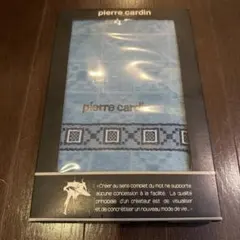 pierre cardin
pierre cardin
« Créer au sens complet du mot ne supporte
aucune concession à la facilité. La qualité
principale d'un créateur est de visualiser
et de concrétiser un nouveau mode de vie... »